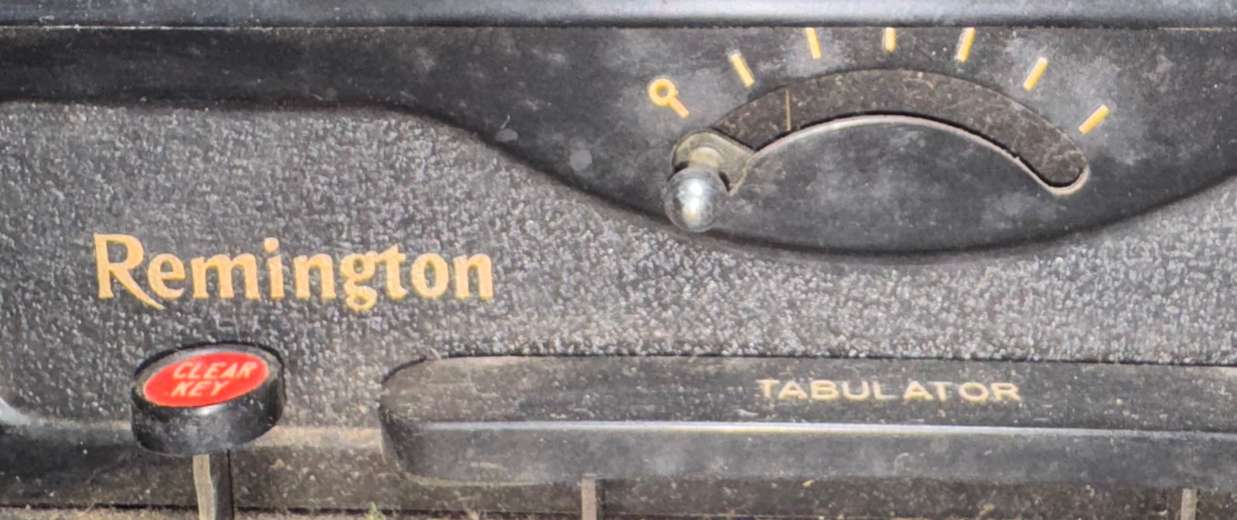 Remington
CLEAR
KEY
TABULATOR